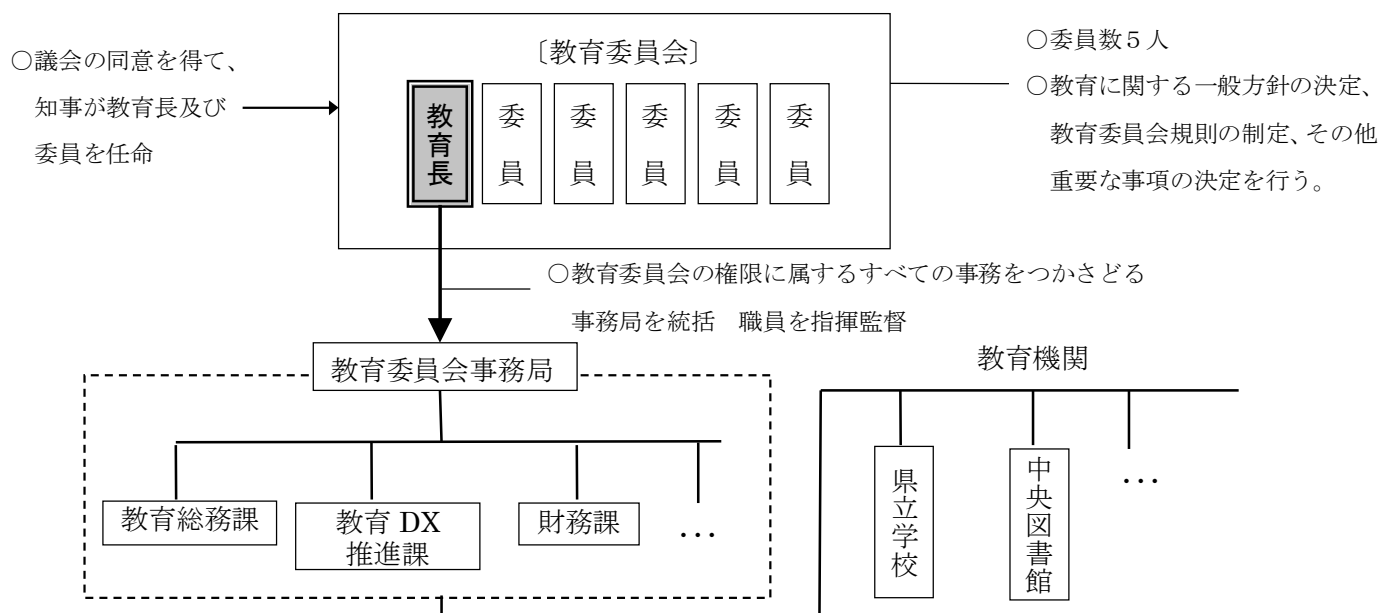 ○議会の同意を得て、
知事が教育長及び
委員を任命
〔教育委員会〕
教育長
委員
委員
委員
委員
委員
○委員数５人
○教育に関する一般方針の決定、
教育委員会規則の制定、その他
重要な事項の決定を行う。
○教育委員会の権限に属するすべての事務をつかさどる
事務局を統括　職員を指揮監督
教育委員会事務局
教育総務課
教育 DX
推進課
財務課
…
教育機関
県立学校
中央図書館
…